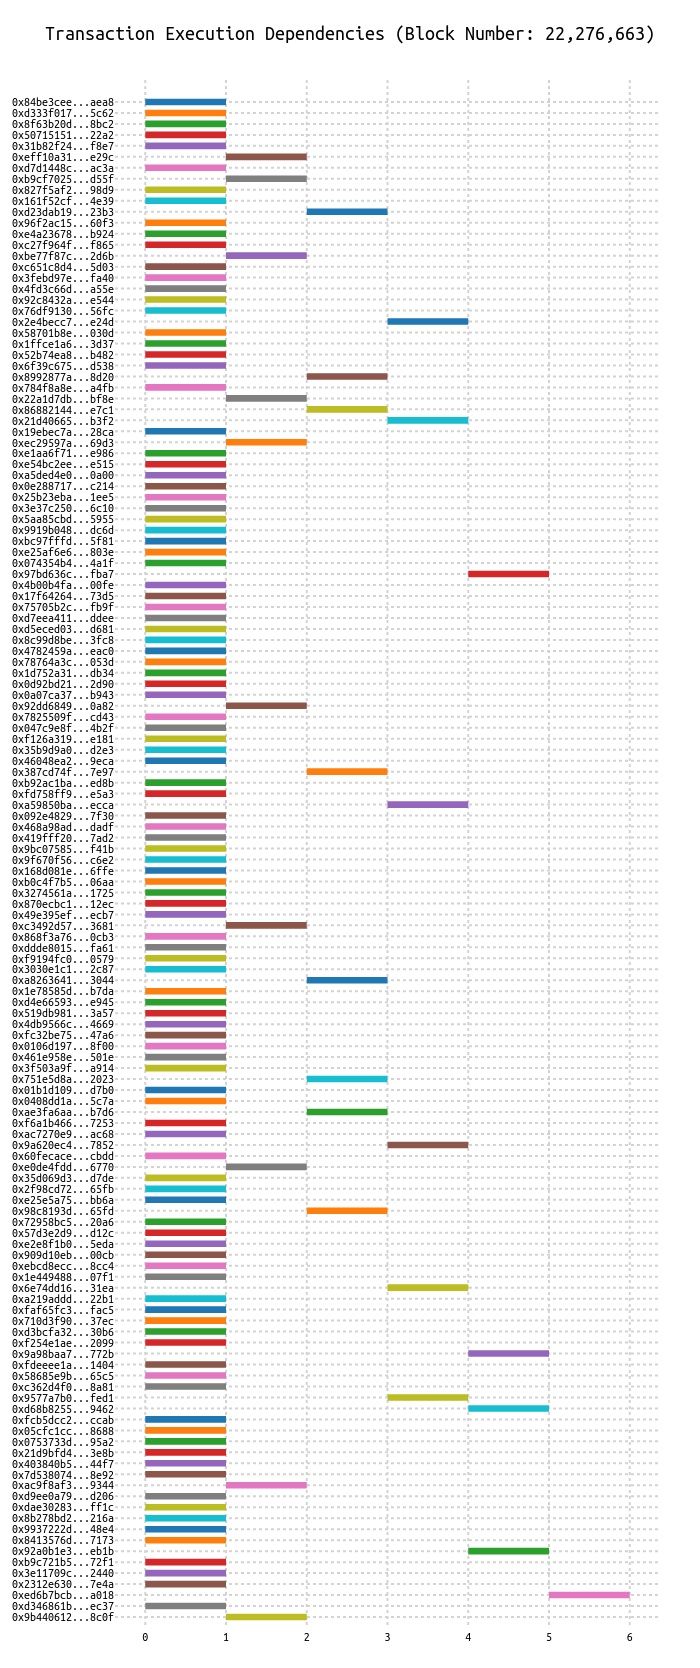 Transaction Execution Dependencies (Block Number: 22,276,663)
0x84be3cee...aea8
0xd333f017...5c62
0x8f63b20d...8bc2
0x50715151...22a2
0x31b82f24...f8e7
0xeff10a31...e29c
0xd7d1448c...ac3a
0xb9cf7025...d55f
0x827f5af2...98d9
0x161f52cf...4e39
0xd23dab19...23b3
0x96f2ac15...60f3
0xe4a23678...b924
0xc27f964f...f865
0xbe77f87c...2d6b
0xc651c8d4...5d03
0x3febd97e...fa40
0x4fd3c66d...a55e
0x92c8432a...e544
0x76df9130...56fc
0x2e4becc7...e24d
0x58701b8e...030d
0x1ffce1a6...3d37
0x52b74ea8...b482
0x6f39c675...d538
0x8992877a...8d20
0x784f8a8e...a4fb
0x22a1d7db...bf8e
0x86882144...e7c1
0x21d40665...b3f2
0x19ebec7a...28ca
0xec29597a...69d3
0xe1aa6f71...e986
0xe54bc2ee...e515
0xa5ded4e0...0a00
0x0e288717...c214
0x25b23eba...1ee5
0x3e37c250...6c10
0x5aa85cbd...5955
0x9919b048...dc6d
0xbc97fffd...5f81
0xe25af6e6...803e
0x074354b4...4a1f
0x97bd636c...fba7
0x4b00b4fa...00fe
0x17f64264...73d5
0x75705b2c...fb9f
0xd7eea411...ddee
0xd5eced03...d681
0x8c99d8be...3fc8
0x4782459a...eac0
0x78764a3c...053d
0x1d752a31...db34
0x0d92bd21...2d90
0x0a07ca37...b943
0x92dd6849...0a82
0x7825509f...cd43
0x047c9e8f...4b2f
0xf126a319...e181
0x35b9d9a0...d2e3
0x46048ea2...9eca
0x387cd74f...7e97
0xb92ac1ba...ed8b
0xfd758ff9...e5a3
0xa59850ba...ecca
0x092e4829...7f30
0x468a98ad...dadf
0x419fff20...7ad2
0x9bc07585...f41b
0x9f670f56...c6e2
0x168d081e...6ffe
0xb0c4f7b5...06aa
0x3274561a...1725
0x870ecbc1...12ec
0x49e395ef...ecb7
0xc3492d57...3681
0x868f3a76...0cb3
0xddde8015...fa61
0xf9194fc0...0579
0x3030e1c1...2c87
0xa8263641...3044
0x1e78585d...b7da
0xd4e66593...e945
0x519db981...3a57
0x4db9566c...4669
0xfc32be75...47a6
0x0106d197...8f00
0x461e958e...501e
0x3f503a9f...a914
0x751e5d8a...2023
0x01b1d109...d7b0
0x0408dd1a...5c7a
0xae3fa6aa...b7d6
0xf6a1b466...7253
0xac7270e9...ac68
0x9a620ec4...7852
0x60fecace...cbdd
0xe0de4fdd...6770
0x35d069d3...d7de
0x2f98cd72...65fb
0xe25e5a75...bb6a
0x98c8193d...65fd
0x72958bc5...20a6
0x57d3e2d9...d12c
0xe2e8f1b0...5eda
0x909d10eb...00cb
0xebcd8ecc...8cc4
0x1e449488...07f1
0x6e74dd16...31ea
0xa219addd...22b1
0xfaf65fc3...fac5
0x710d3f90...37ec
0xd3bcfa32...30b6
0xf254e1ae...2099
0x9a98baa7...772b
0xfdeeee1a...1404
0x58685e9b...65c5
0xc362d4f0...8a81
0x9577a7b0...fed1
0xd68b8255...9462
0xfcb5dcc2...ccab
0x05cfc1cc...8688
0x0753733d...95a2
0x21d9bfd4...3e8b
0x403840b5...44f7
0x7d538074...8e92
0xac9f8af3...9344
0xd9ee0a79...d206
0xdae30283...ff1c
0x8b278bd2...216a
0x9937222d...48e4
0x8413576d...7173
0x92a0b1e3...eb1b
0xb9c721b5...72f1
0x3e11709c...2440
0x2312e630...7e4a
0xed6b7bcb...a018
0xd346861b...ec37
0x9b440612...8c0f
0 1 2 3 4 5 6